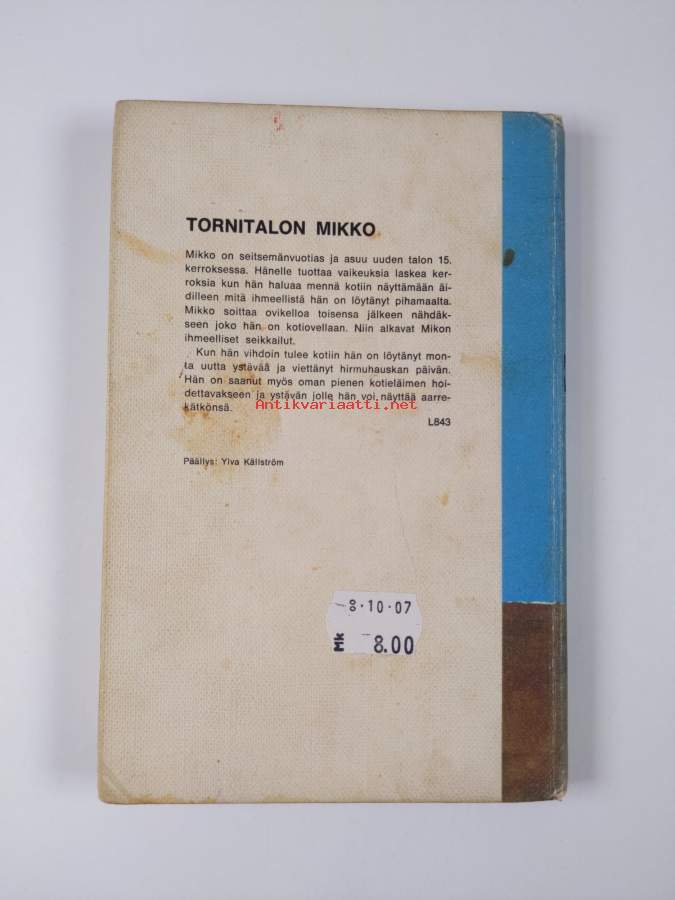 TORNITALON MIKKO
Mikko on seitsemänvuotias ja asuu uuden talon 15.
kerroksessa. Hänelle tuottaa vaikeuksia laskea ker-
roksia kun hän haluaa mennä kotiin näyttämään äi-
dilleen mitä ihmeellistä hän on löytänyt pihamaalta.
Mikko soittaa ovikelloa toisensa jälkeen nähdäk-
seen joko hän on kotiovellaan. Niin alkavat Mikon
ihmeelliset seikkailut.
Kun hän vihdoin tulee kotiin hän on löytänyt mon-
ta uutta ystävää ja viettänyt hirmuhauskan päivän.
Hän on saanut myös oman pienen kotieläimen hoi-
dettavakseen ja ystävän jolle hän voi näyttää aarre-
kätkönsä.
Antikvariaatti.net
L843
Päällys: Ylva Källström
8·10·07
Mk 8.00